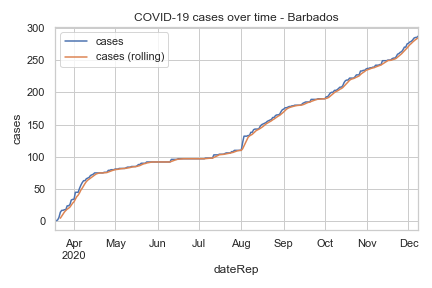 COVID-19 cases over time - Barbados
cases
cases (rolling)
300
250
200
150
100
50
0
cases
Apr May Jun Jul Aug Sep Oct Nov Dec
2020
dateRep